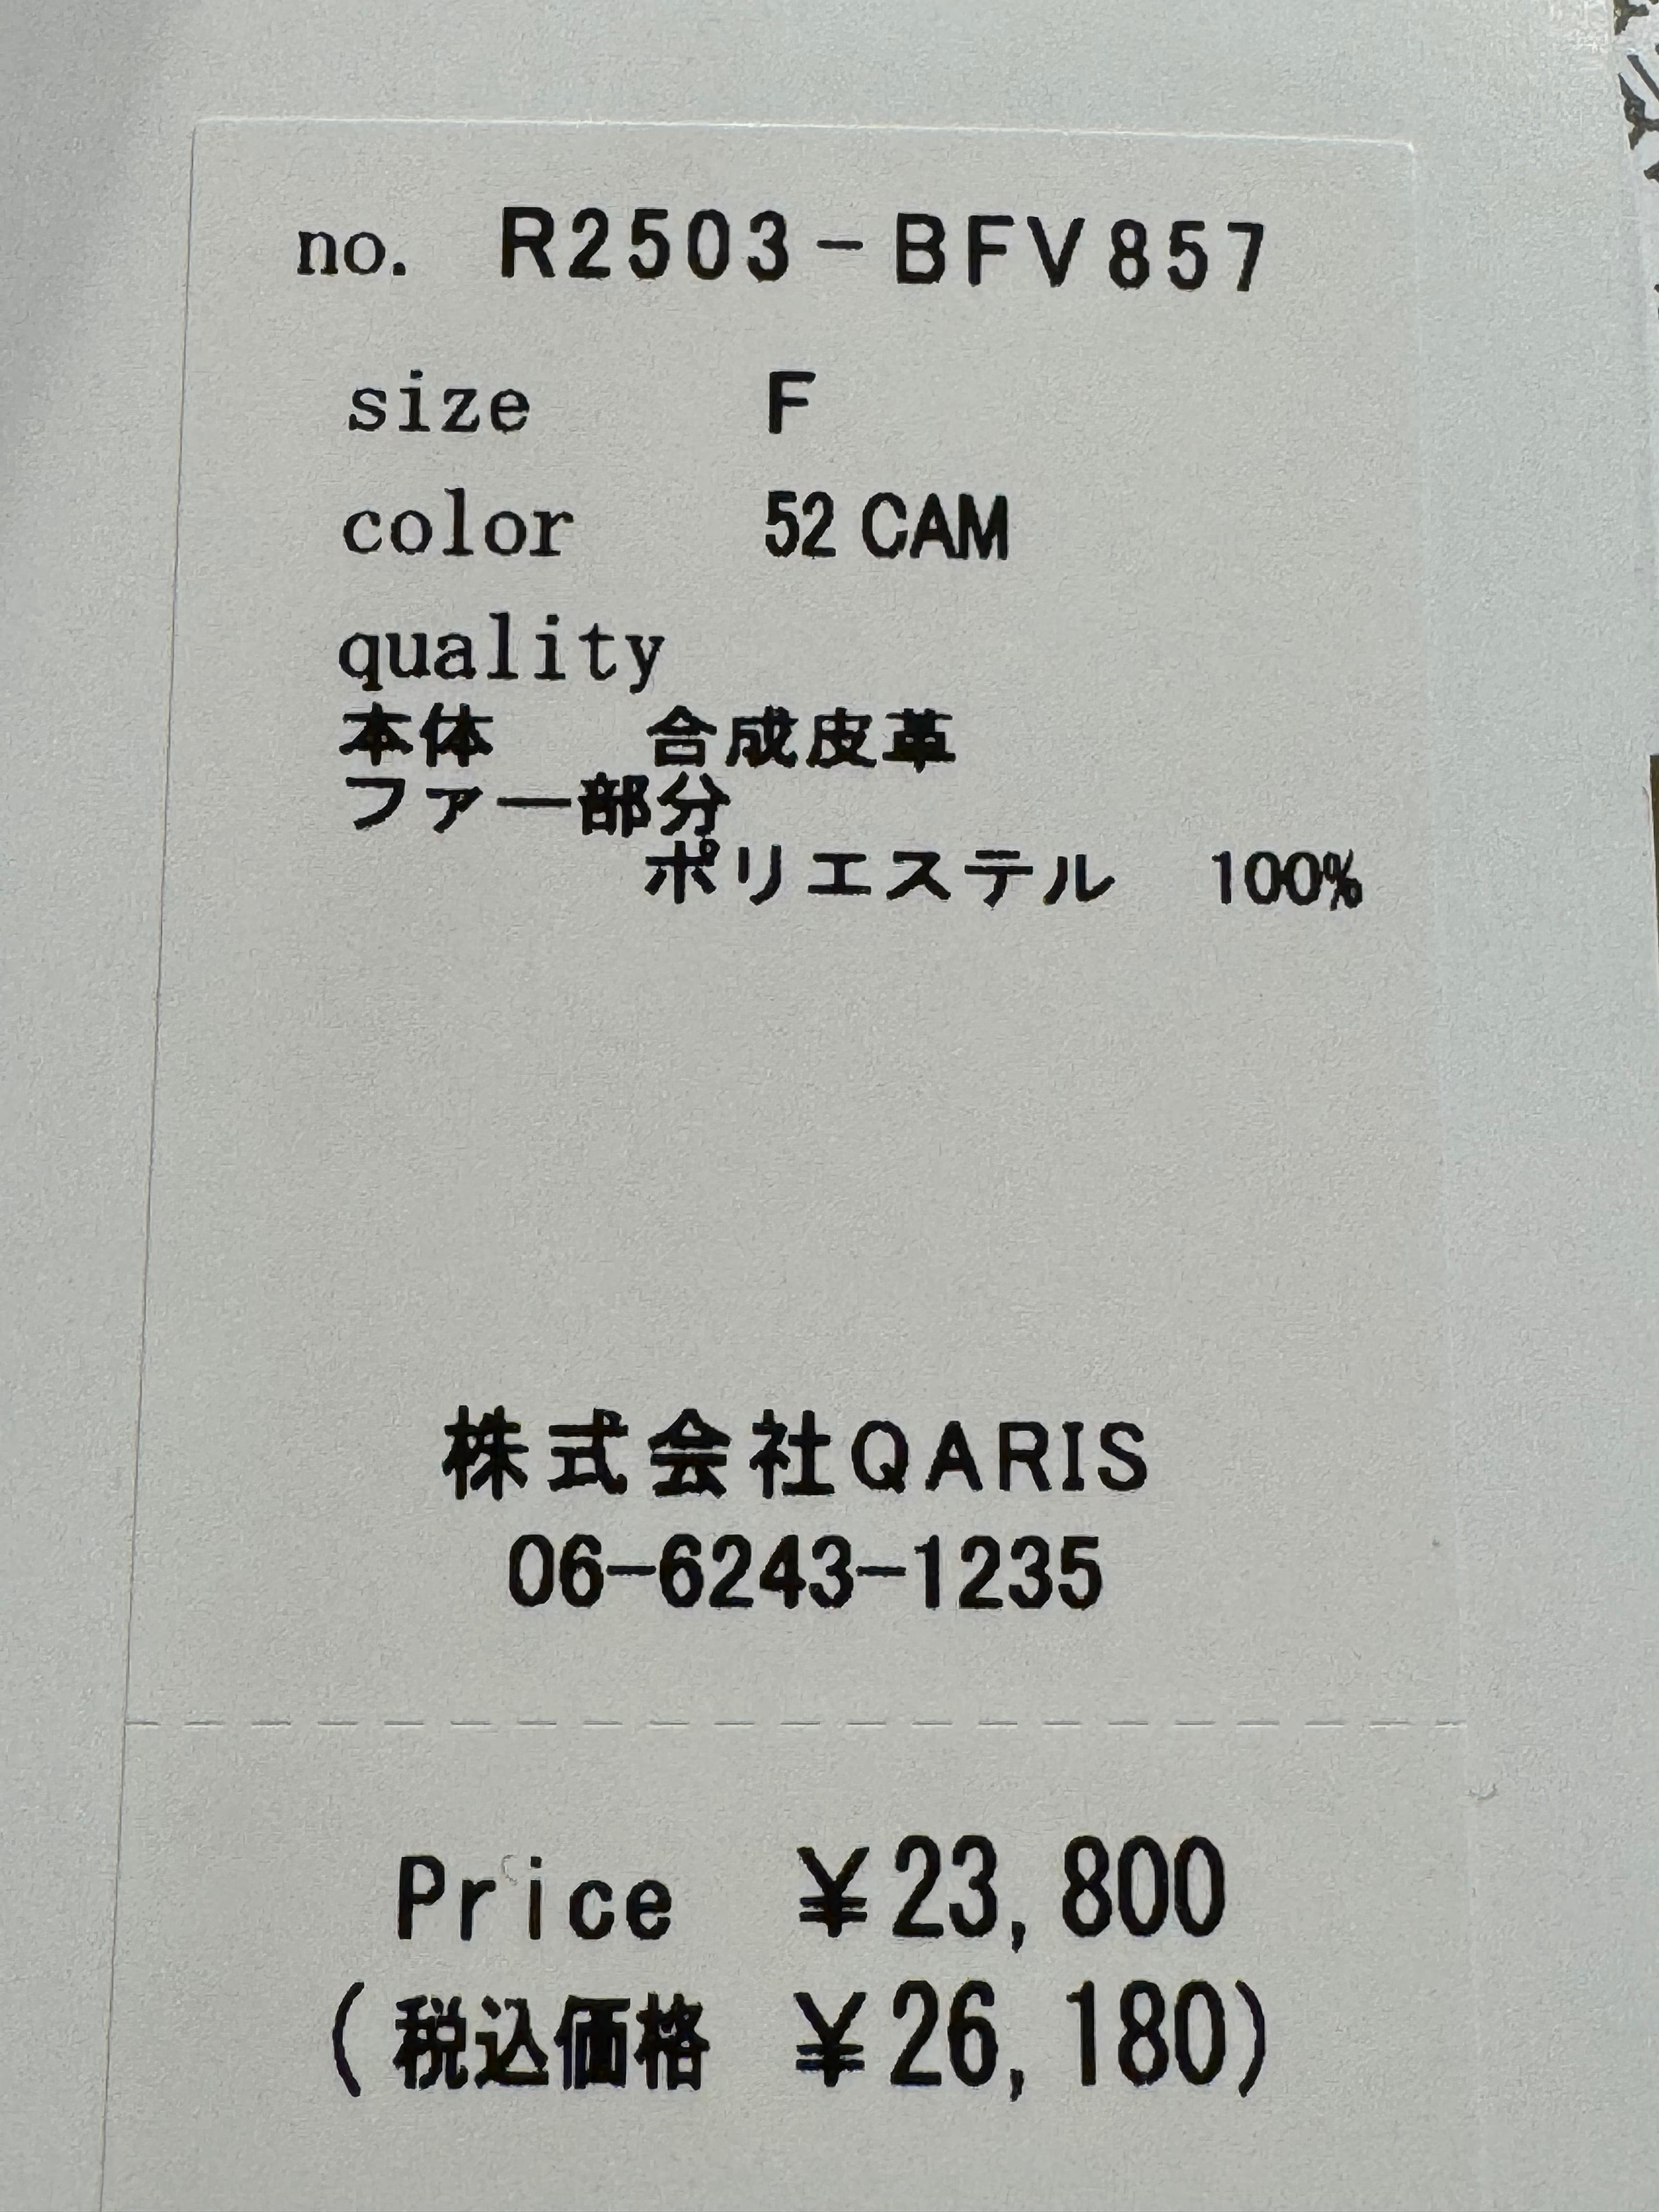 no. R2503-BFV857
size F
color 52 CAM
quality
本体 合成皮革
ファー部分
ポリエステル 100%
株式会社QARIS
06-6243-1235
Price ¥23,800
(税込価格 ¥26,180)